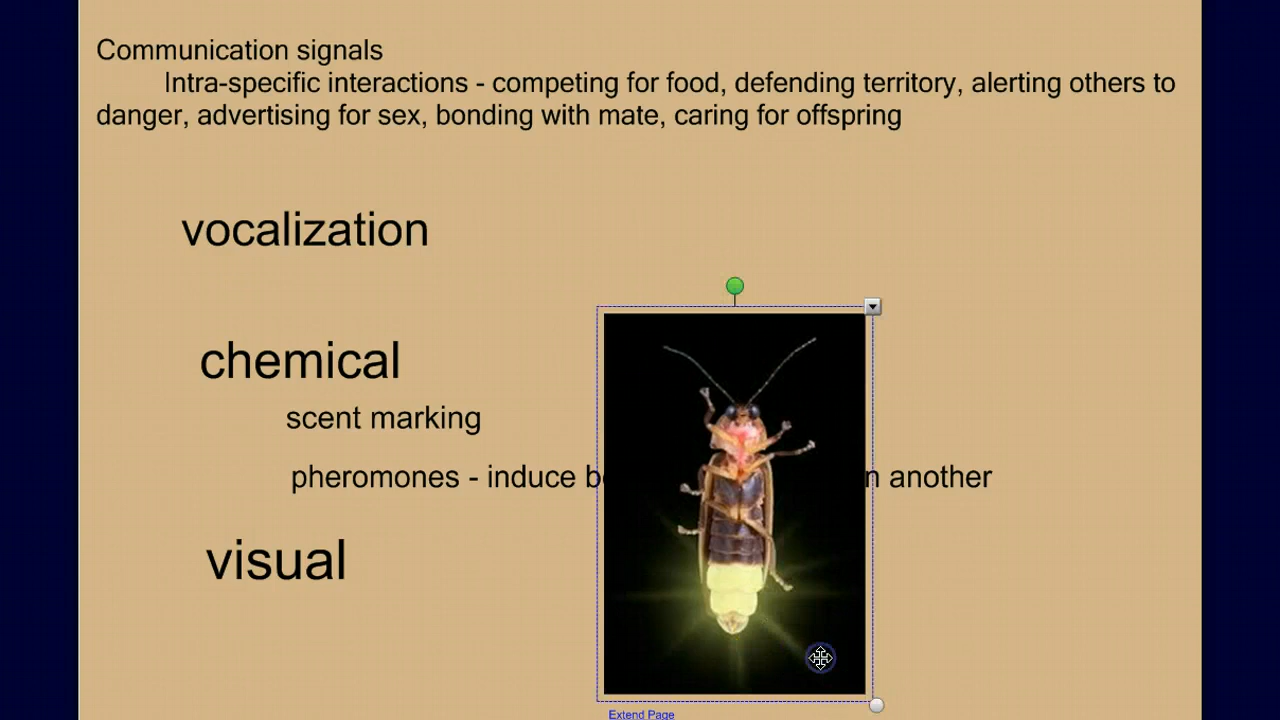 Communication signals
Intra-specific interactions - competing for food, defending territory, alerting others to
danger, advertising for sex, bonding with mate, caring for offspring
vocalization
chemical
scent marking
pheromones - induce another
visual
Extend Page